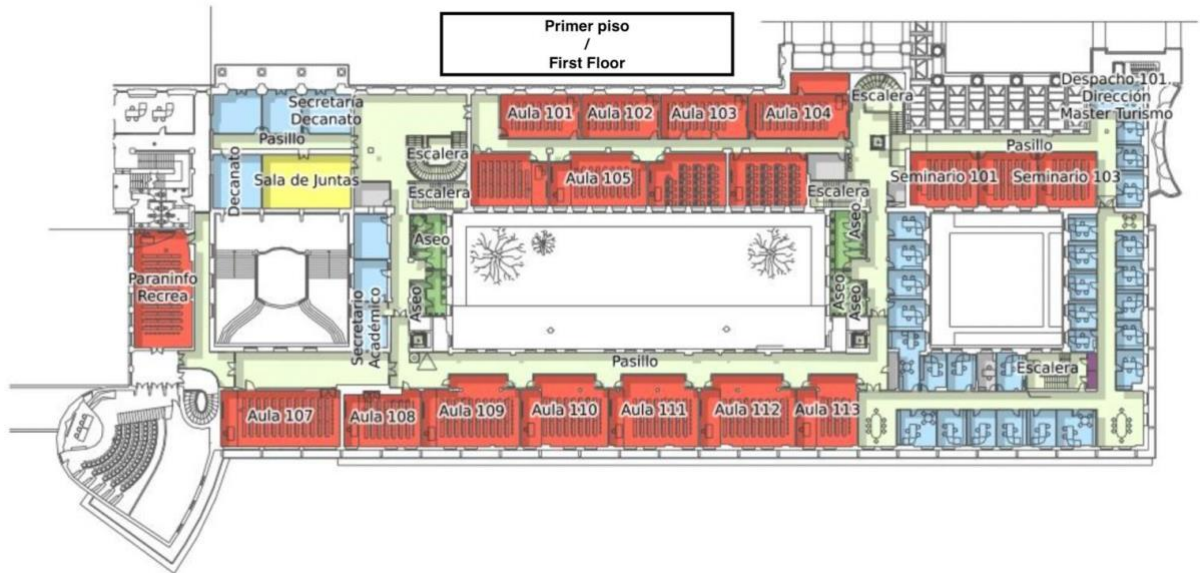 Primer piso
/
First Floor
Secretaria
Decanato
Pasillo
Decanato
Sala de Juntas
Escalera
Escalera
Aula 101
Aula 102
Aula 103
Aula 104
Aula 105
Escalera
Escalera
Despacho 101.
Dirección
Master Turismo
Pasillo
Seminario 101
Seminario 103
Paraninfo
Recrea
Secretario
Académico
Aseo
Aseo
Aseo
Aseo
Aseo
Pasillo
Escalera
Aula 107
Aula 108
Aula 109
Aula 110
Aula 111
Aula 112
Aula 113